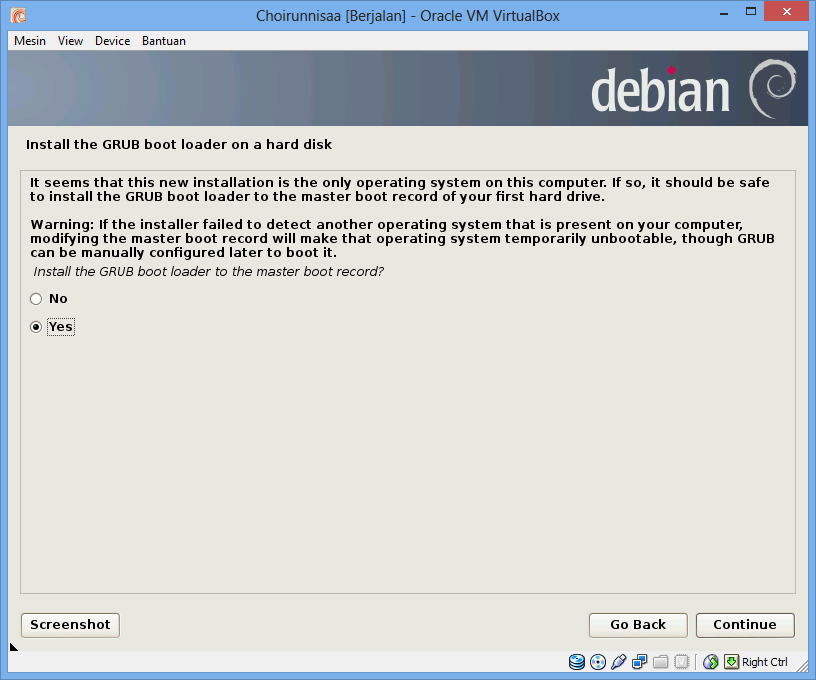 Choirunnisaa [Berjalan] - Oracle VM VirtualBox
Mesin View Device Bantuan
debian
Install the GRUB boot loader on a hard disk
It seems that this new installation is the only operating system on this computer. If so, it should be safe
to install the GRUB boot loader to the master boot record of your first hard drive.
Warning: If the installer failed to detect another operating system that is present on your computer,
modifying the master boot record will make that operating system temporarily unbootable, though GRUB
can be manually configured later to boot it.
Install the GRUB boot loader to the master boot record?
No
Yes
Screenshot Go Back Continue
Right Ctrl